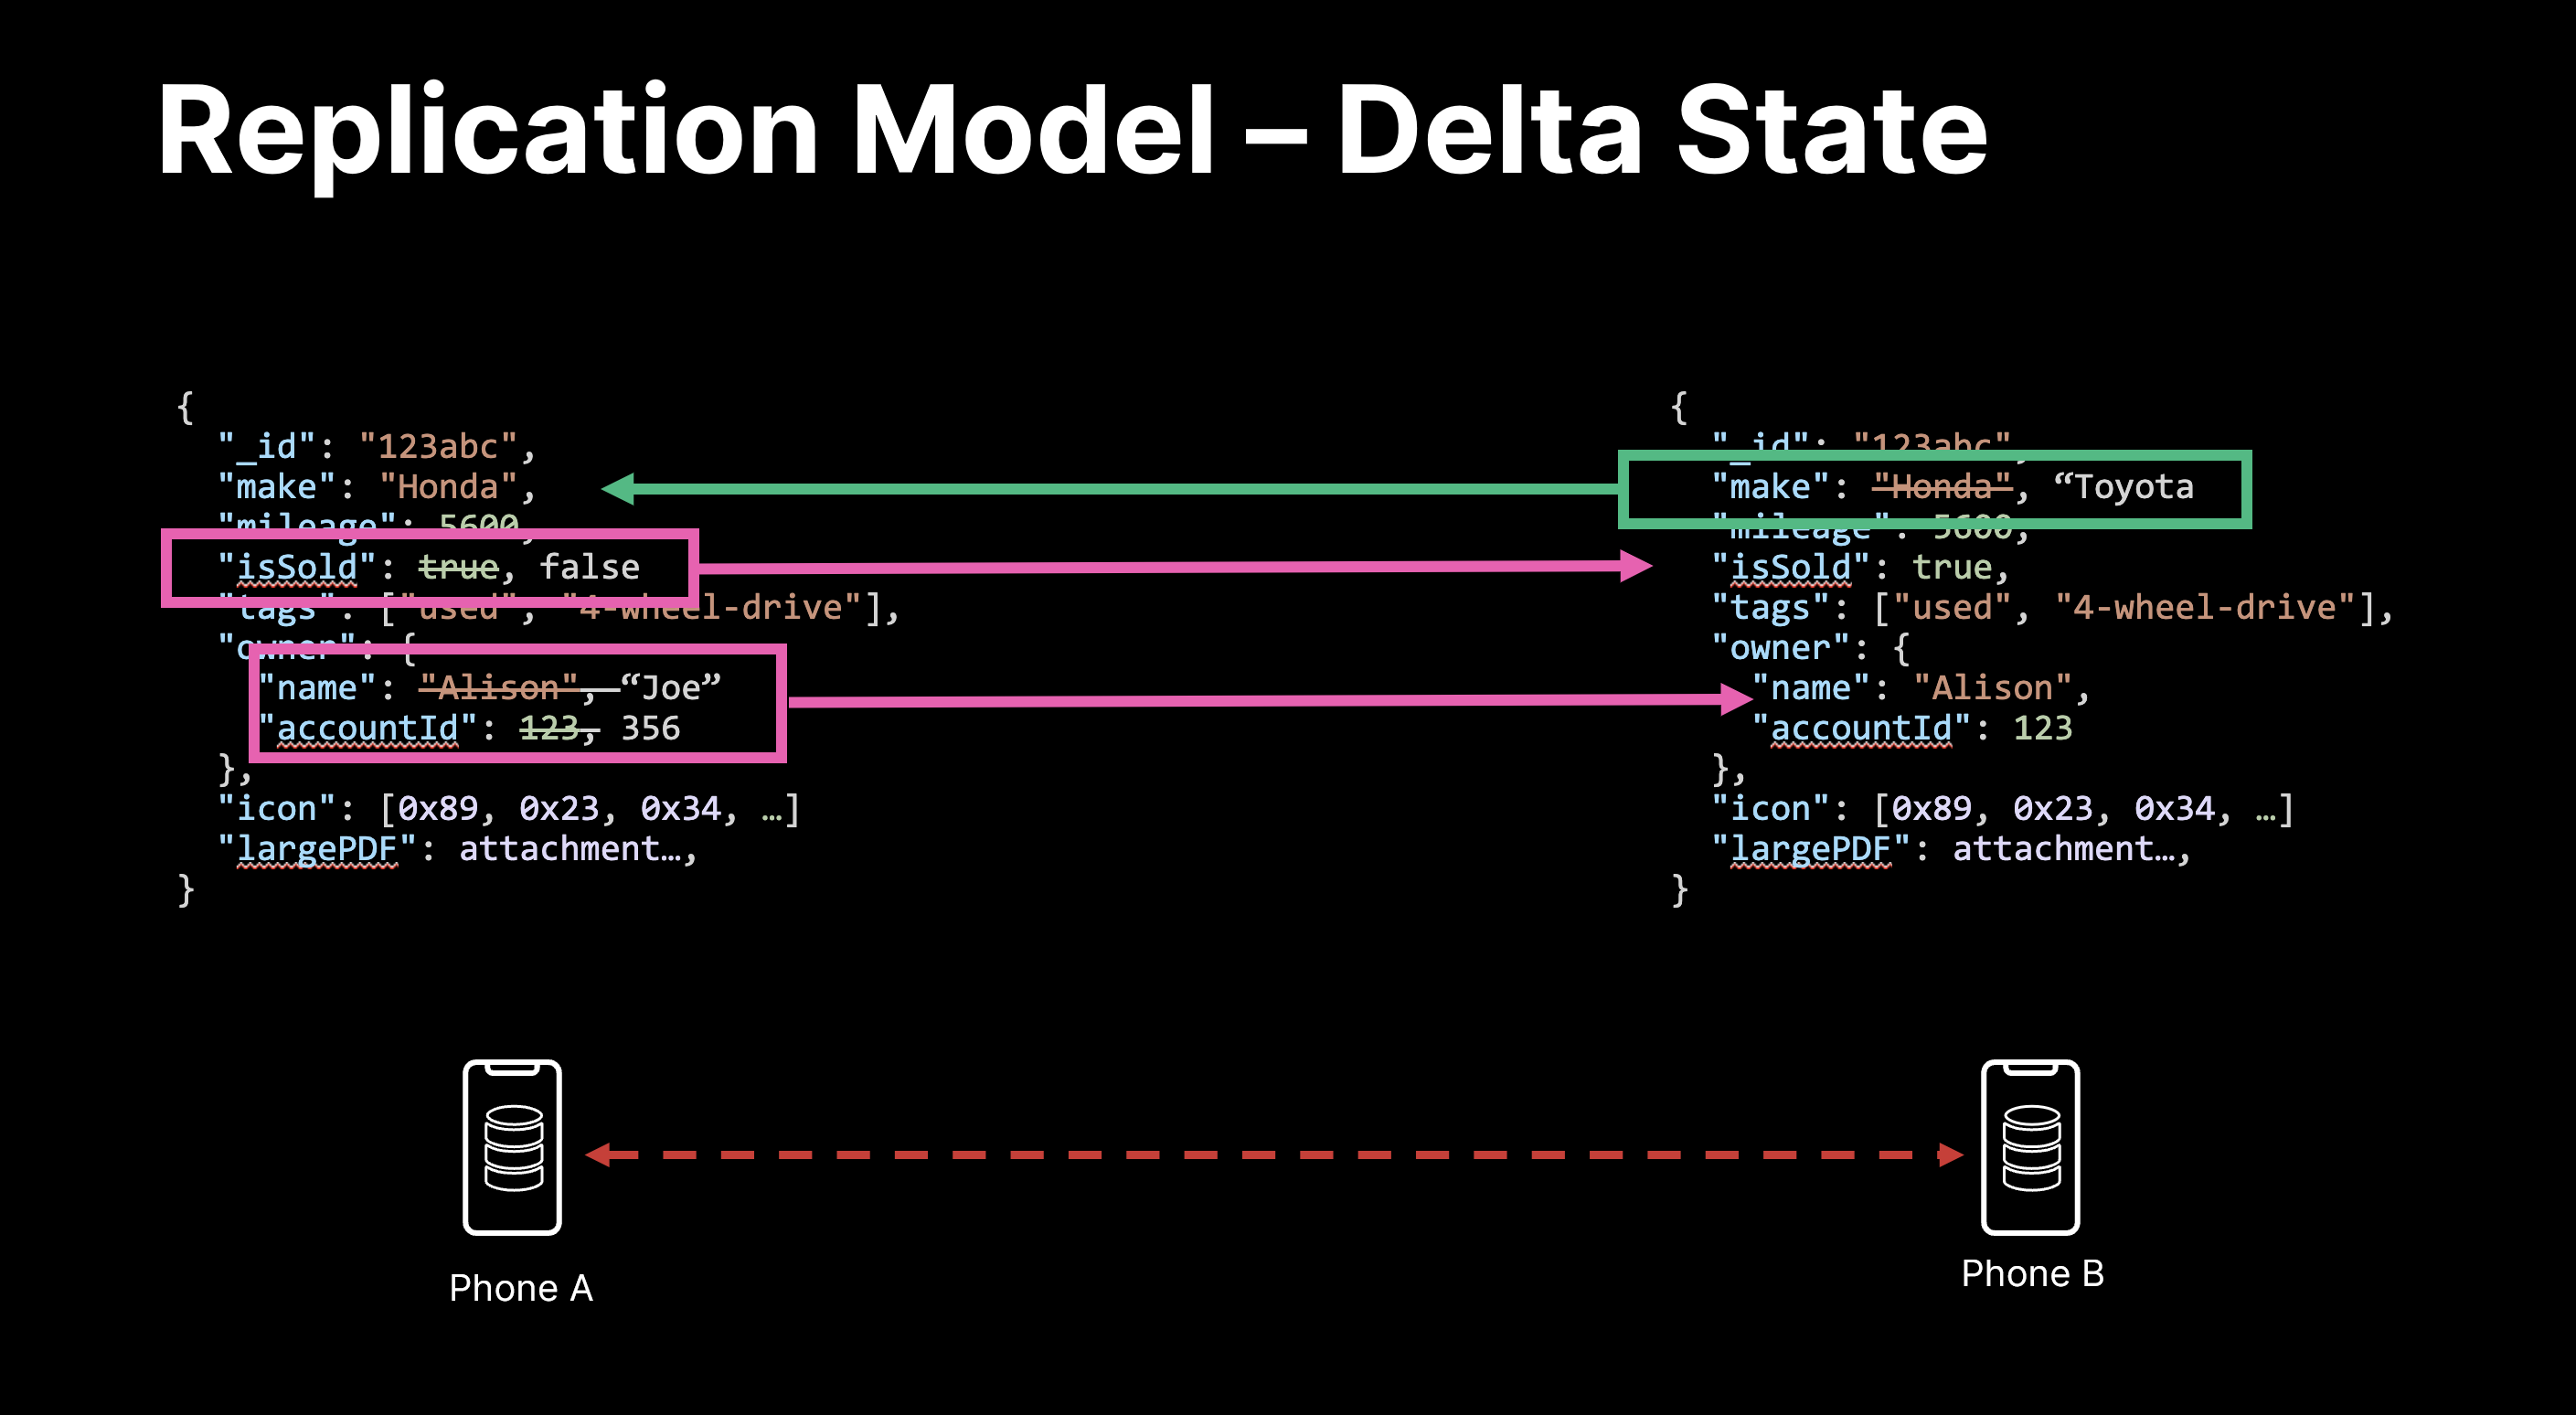 Replication Model – Delta State
{
"_id": "123abc",
"make": "Honda",
"mileage": 5600,
"isSold": true, false
"tags": ["used", "4-wheel-drive"],
"owner": {
"name": "Alison", “Joe”
"accountId": 123, 356
},
"icon": [0x89, 0x23, 0x34, …]
"largePDF": attachment…,
}
{
"_id": "123abc",
"make": "Honda", “Toyota
"mileage": 5600,
"isSold": true,
"tags": ["used", "4-wheel-drive"],
"owner": {
"name": "Alison",
"accountId": 123
},
"icon": [0x89, 0x23, 0x34, …]
"largePDF": attachment…,
}
Phone A
Phone B